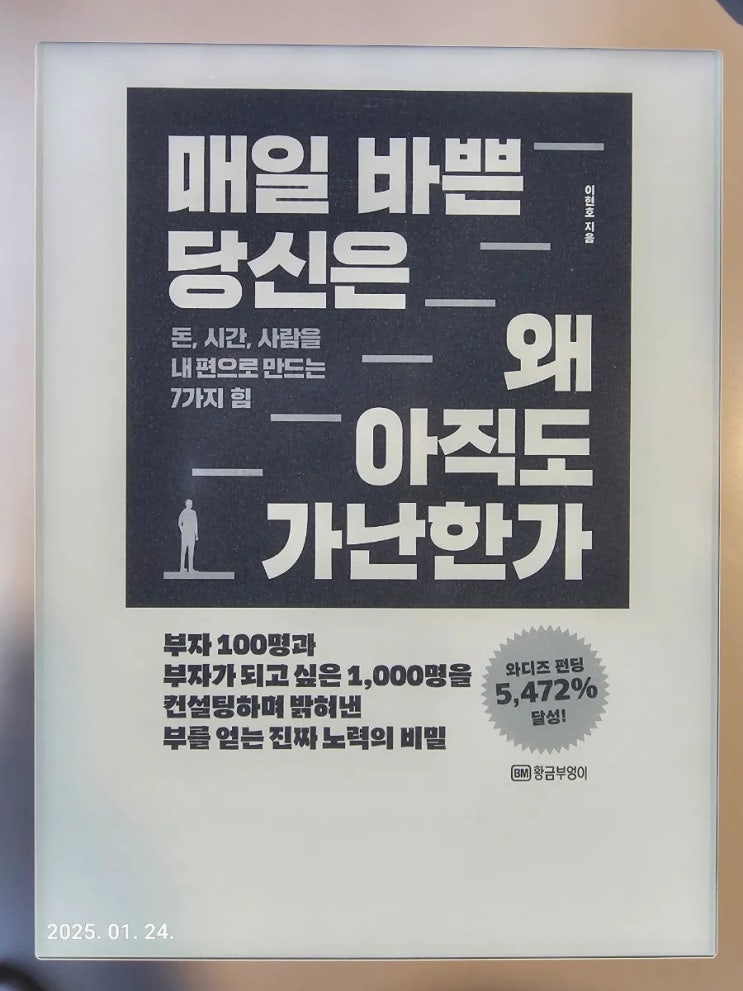 매일 바쁜
당신은
이현호 지음
돈, 시간, 사람을
내 편으로 만드는
7가지 힘
왜
아직도
가난한가
부자 100명과
부자가 되고 싶은 1,000명을
컨설팅하며 밝혀낸
부를 얻는 진짜 노력의 비밀
와디즈 펀딩
5,472%
달성!
BM 황금부엉이
2025. 01. 24.